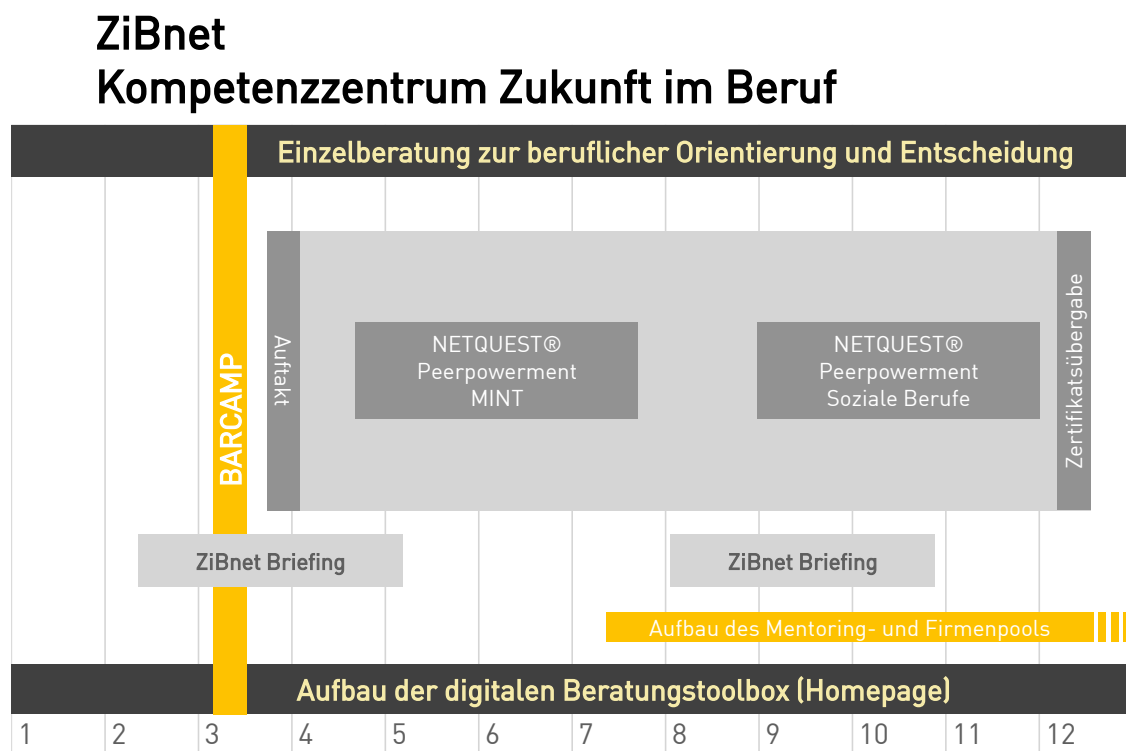 ZiBnet
Kompetenzzentrum Zukunft im Beruf
Einzelberatung zur beruflicher Orientierung und Entscheidung
BARCAMP
Auftakt
NETQUEST®
Peerpowerment
MINT
NETQUEST®
Peerpowerment
Soziale Berufe
Zertifikatsübergabe
ZiBnet Briefing
ZiBnet Briefing
Aufbau des Mentoring- und Firmenpools
Aufbau der digitalen Beratungstoolbox (Homepage)
1 2 3 4 5 6 7 8 9 10 11 12